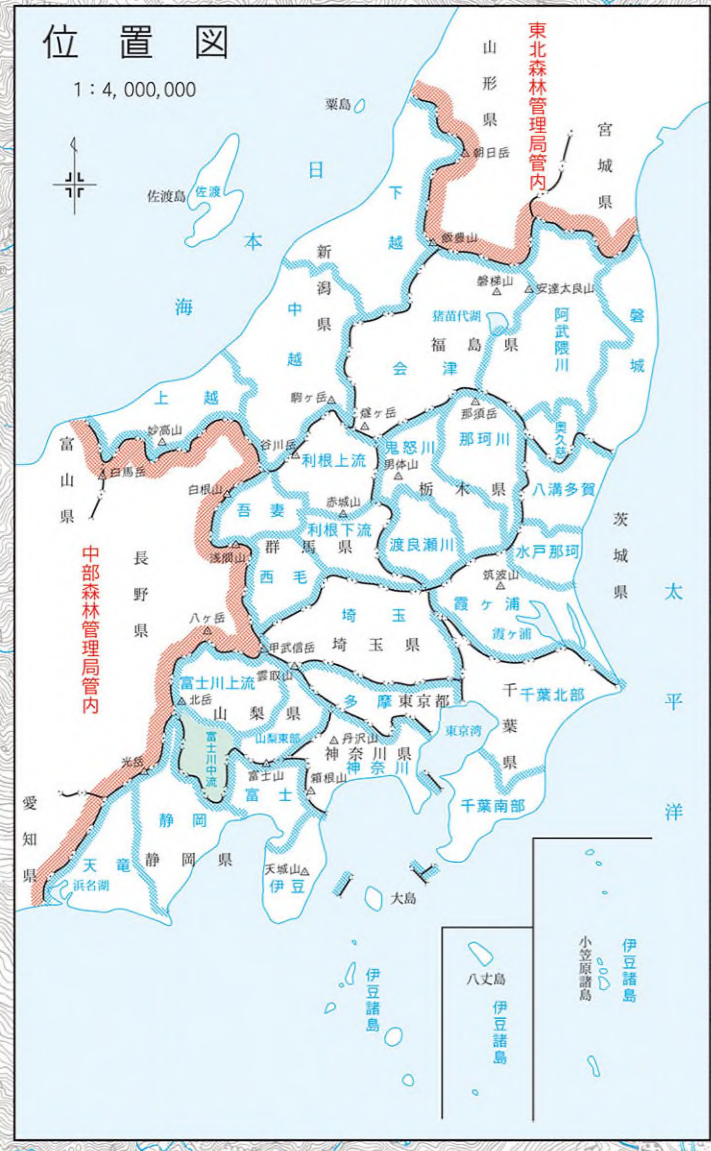 位置図
1：4,000,000
東北森林管理局管内
山形県
宮城県
粟島
朝日岳
日本海
佐渡島
佐渡
下越
飯豊山
新潟県
磐梯山
安達太良山
猪苗代湖
福島県
阿武隈川
磐城
中越
会津
上越
駒ヶ岳
燧ヶ岳
那須岳
奥久慈
妙高山
谷川岳
利根上流
鬼怒川
那珂川
富山県
白馬岳
男体山
栃木県
八溝多賀
白根山
赤城山
茨城県
吾妻
利根下流
渡良瀬川
水戸那珂
浅間山
群馬県
中部森林管理局管内
長野県
西毛
筑波山
霞ヶ浦
霞ヶ浦
太平洋
八ヶ岳
埼玉
埼玉県
甲武信岳
富士川上流
雲取山
北岳
山梨県
多摩
東京都
千葉県
千葉北部
富士川中流
山梨東部
丹沢山
神奈川県
神奈川
東京湾
光岳
富士山
箱根山
富士
千葉南部
愛知県
静岡
天竜
静岡県
浜名湖
天城山
伊豆
大島
伊豆諸島
八丈島
伊豆諸島
小笠原諸島
伊豆諸島